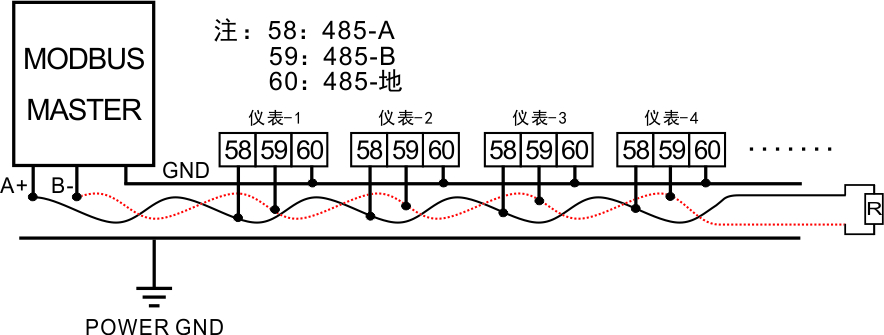 MODBUS
MASTER
注：58：485-A
59：485-B
60：485-地
仪表-1 仪表-2 仪表-3 仪表-4
58 59 60 58 59 60 58 59 60 58 59 60 .......
GND
A+ B-
R
POWER GND